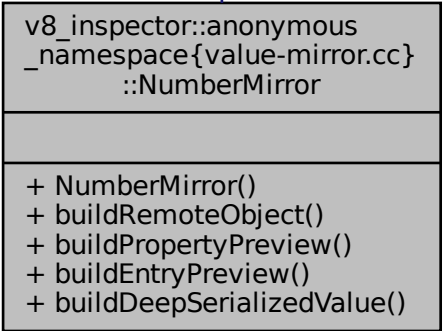 v8_inspector::anonymous
_namespace{value-mirror.cc}
::NumberMirror
+ NumberMirror()
+ buildRemoteObject()
+ buildPropertyPreview()
+ buildEntryPreview()
+ buildDeepSerializedValue()